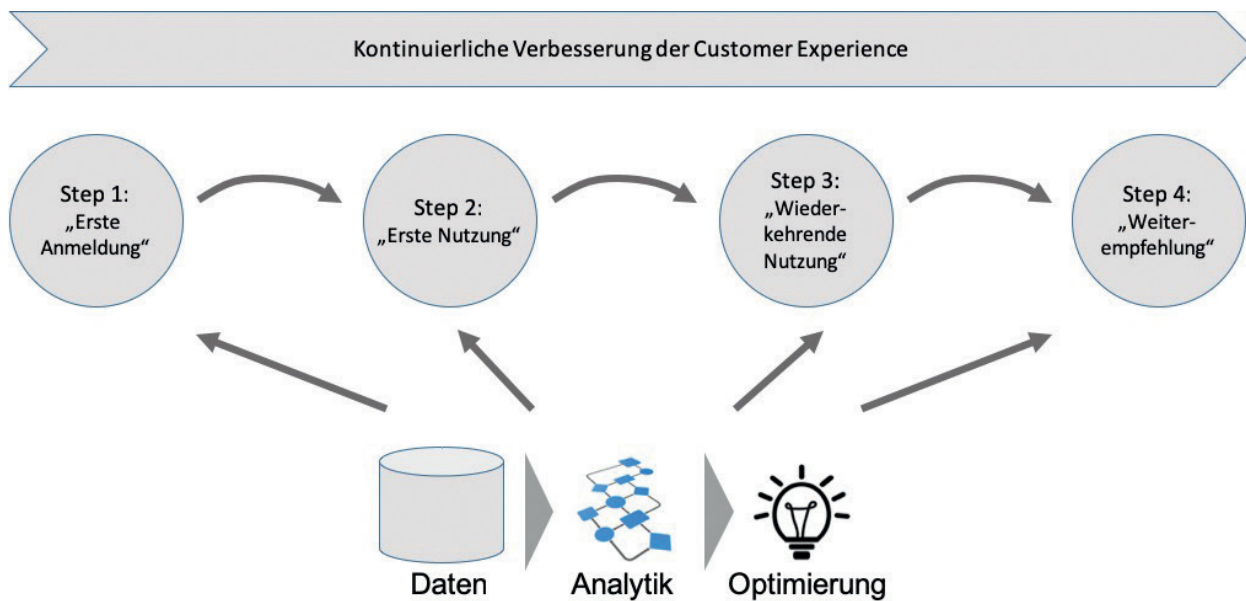 Kontinuierliche Verbesserung der Customer Experience
Step 1:
„Erste
Anmeldung“
Step 2:
„Erste Nutzung“
Step 3:
„Wieder-
kehrende
Nutzung“
Step 4:
„Weiter-
empfehlung“
Daten
Analytik
Optimierung